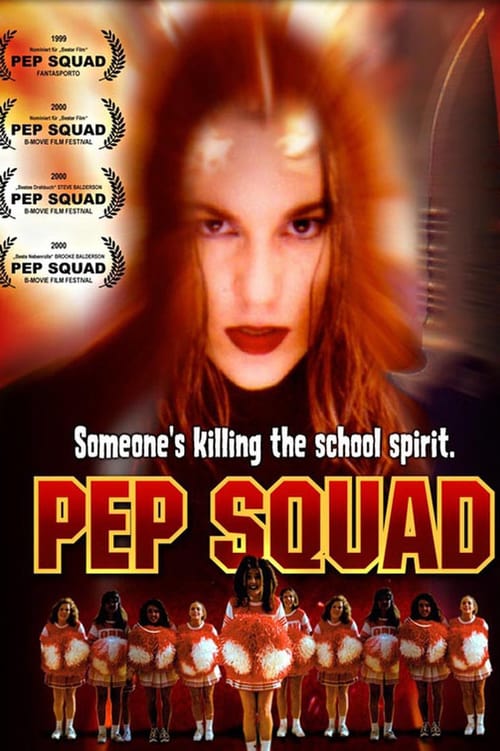 1999
Nominiert für „Bester Film"
PEP SQUAD
FANTASPORTO
2000
Nominiert für „Bester Film"
PEP SQUAD
B-MOVIE FILM FESTIVAL
2000
„Bestes Drehbuch" STEVE BALDERSON
PEP SQUAD
B-MOVIE FILM FESTIVAL
2000
„Beste Nebenrolle" BROOKE BALDERSON
PEP SQUAD
B-MOVIE FILM FESTIVAL
Someone's killing the school spirit.
PEP SQUAD